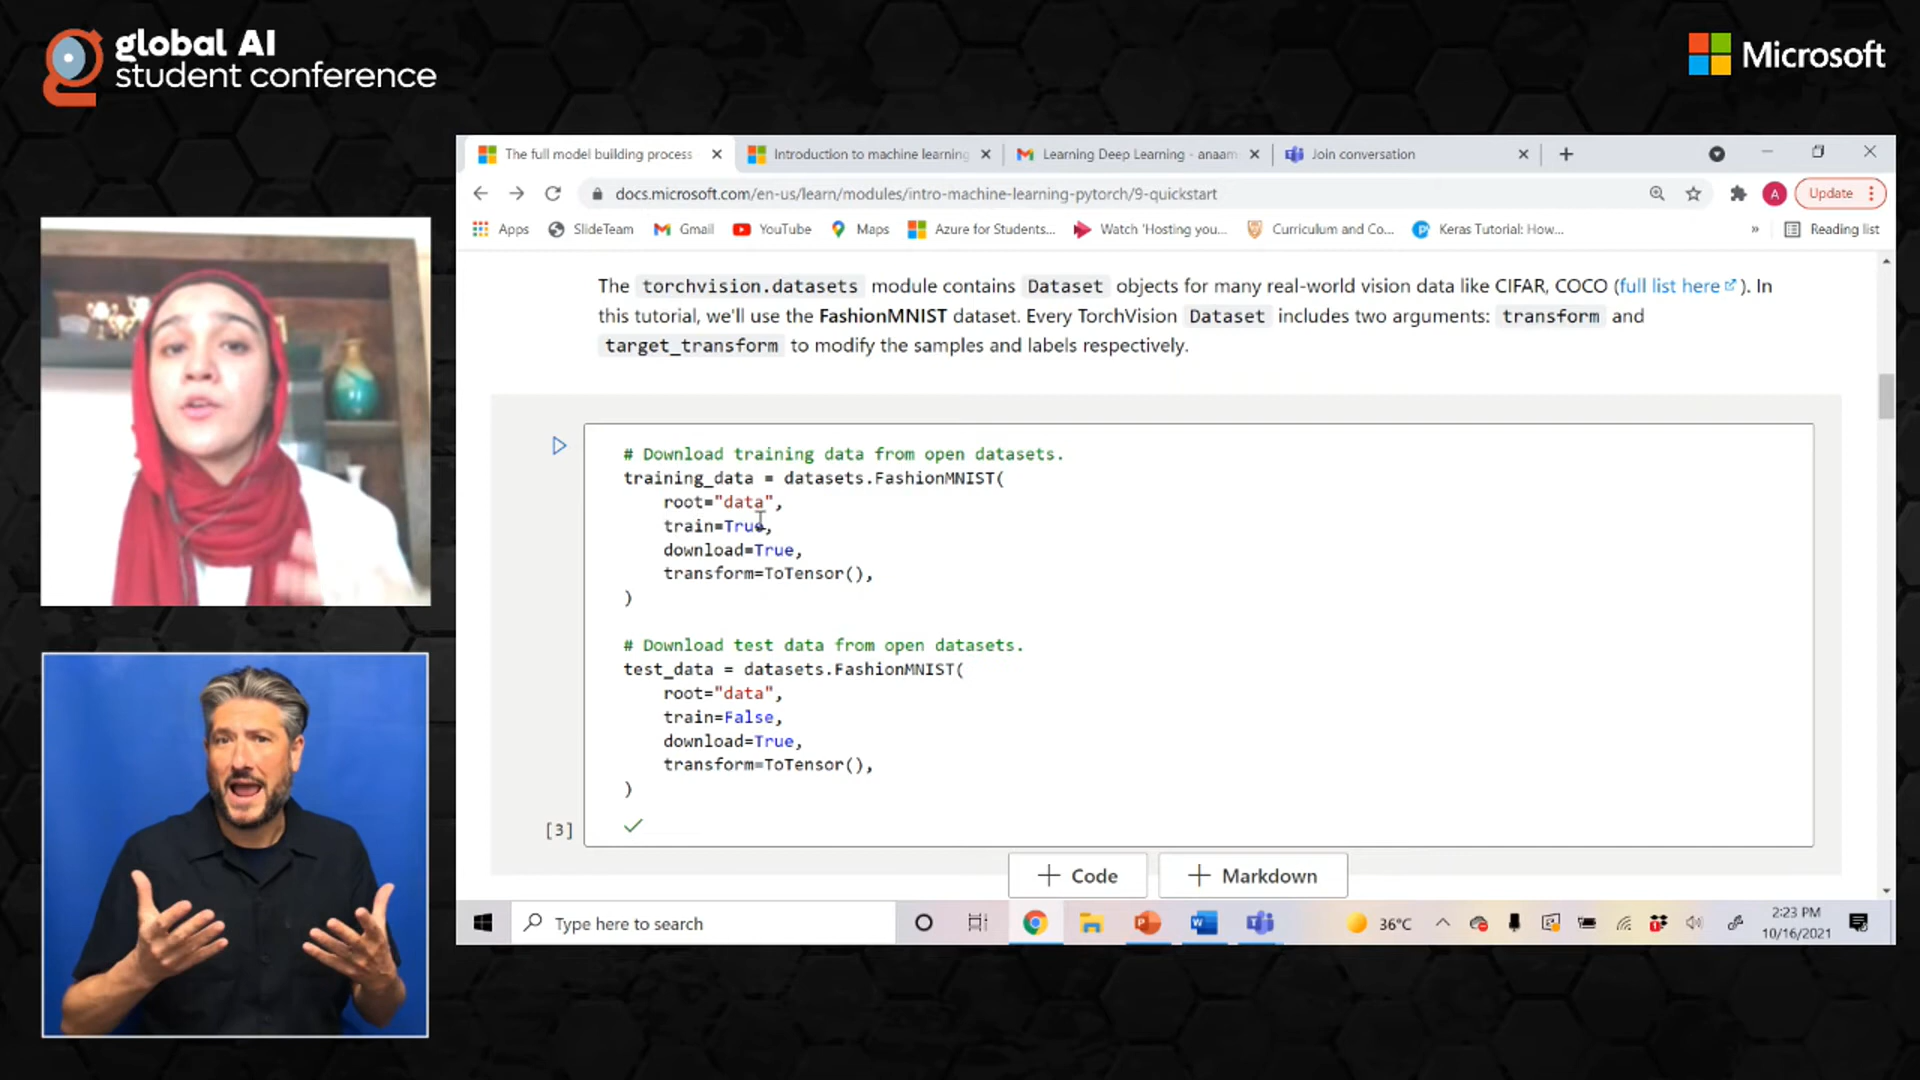 global AI
student conference
Microsoft
The full model building process
Introduction to machine learning
Learning Deep Learning - anaam
Join conversation
docs.microsoft.com/en-us/learn/modules/intro-machine-learning-pytorch/9-quickstart
A
Update
Apps
SlideTeam
Gmail
YouTube
Maps
Azure for Students...
Watch 'Hosting you...
Curriculum and Co...
Keras Tutorial: How...
»
Reading list
The torchvision.datasets module contains Dataset objects for many real-world vision data like CIFAR, COCO (full list here). In
this tutorial, we'll use the FashionMNIST dataset. Every TorchVision Dataset includes two arguments: transform and
target_transform to modify the samples and labels respectively.
# Download training data from open datasets.
training_data = datasets.FashionMNIST(
root="data",
train=True,
download=True,
transform=ToTensor(),
)
# Download test data from open datasets.
test_data = datasets.FashionMNIST(
root="data",
train=False,
download=True,
transform=ToTensor(),
)
[3]
+ Code
+ Markdown
Type here to search
36°C
2:23 PM
10/16/2021